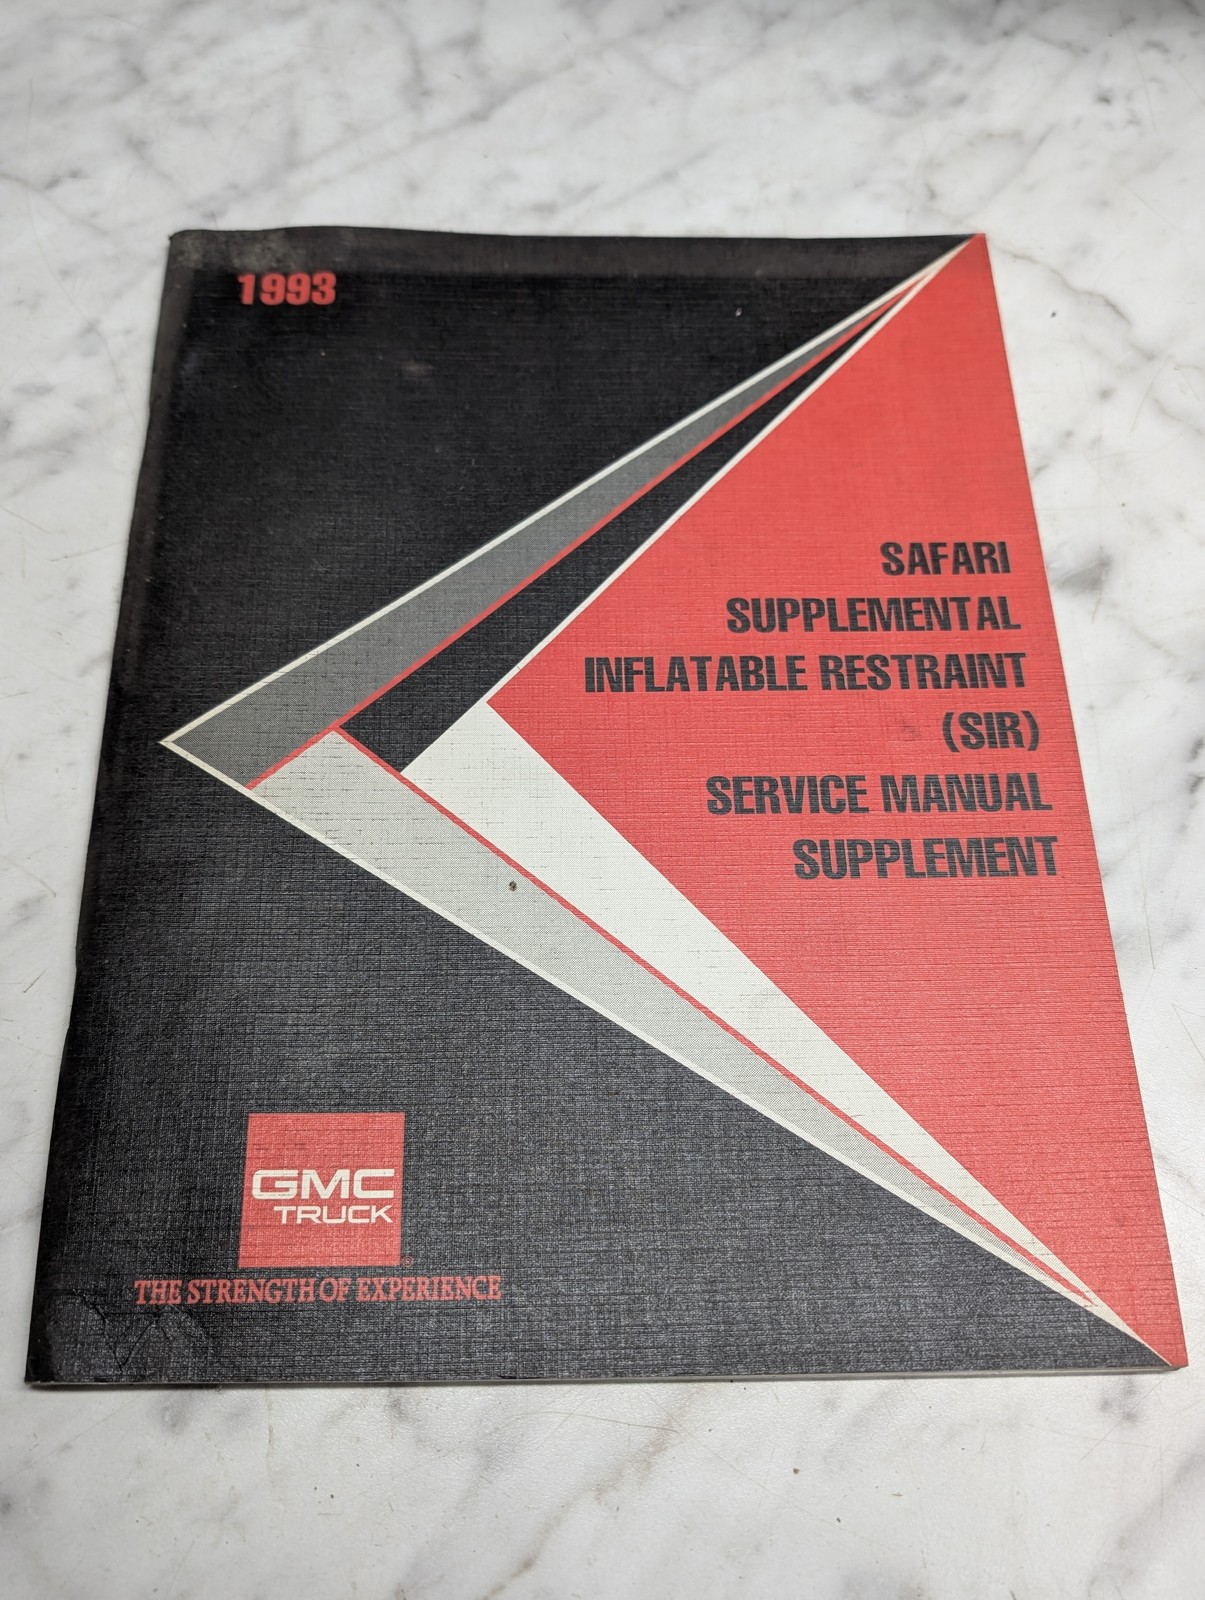 1993
SAFARI
SUPPLEMENTAL
INFLATABLE RESTRAINT
(SIR)
SERVICE MANUAL
SUPPLEMENT
GMC
TRUCK
®
THE STRENGTH OF EXPERIENCE